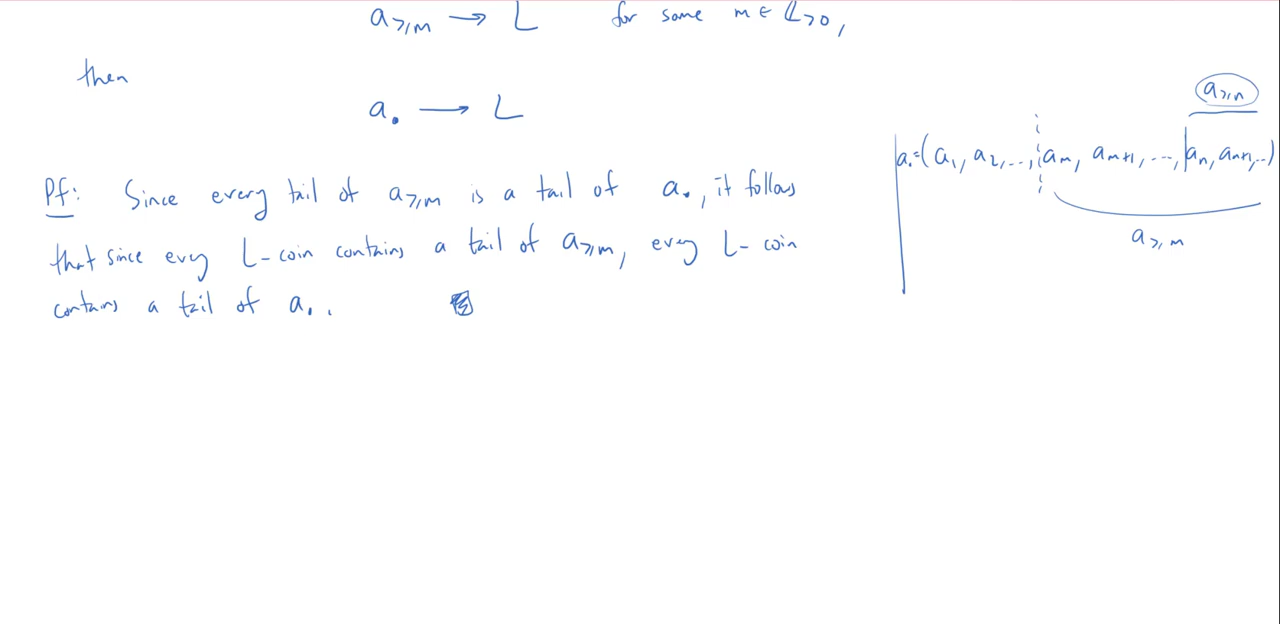 a≥m → L for some m ∈ ℤ>0,
then
a• → L
Pf: Since every tail of a≥m is a tail of a•, it follows
that since evey L-coin contains a tail of a≥m, every L-coin
contains a tail of a•.
a≥n
a•=(a1, a2,..., am, am+1, ..., an, an+1,..)
a≥m